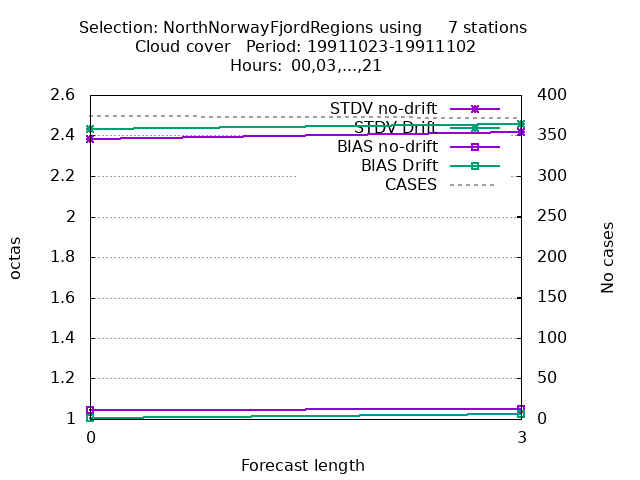 Selection: NorthNorwayFjordRegions using     7 stations
Cloud cover   Period: 19911023-19911102
Hours:  00,03,...,21
2.6
2.4
2.2
2
1.8
1.6
1.4
1.2
1
400
350
300
250
200
150
100
50
0
STDV no-drift
STDV Drift
BIAS no-drift
BIAS Drift
CASES
octas
No cases
0
3
Forecast length